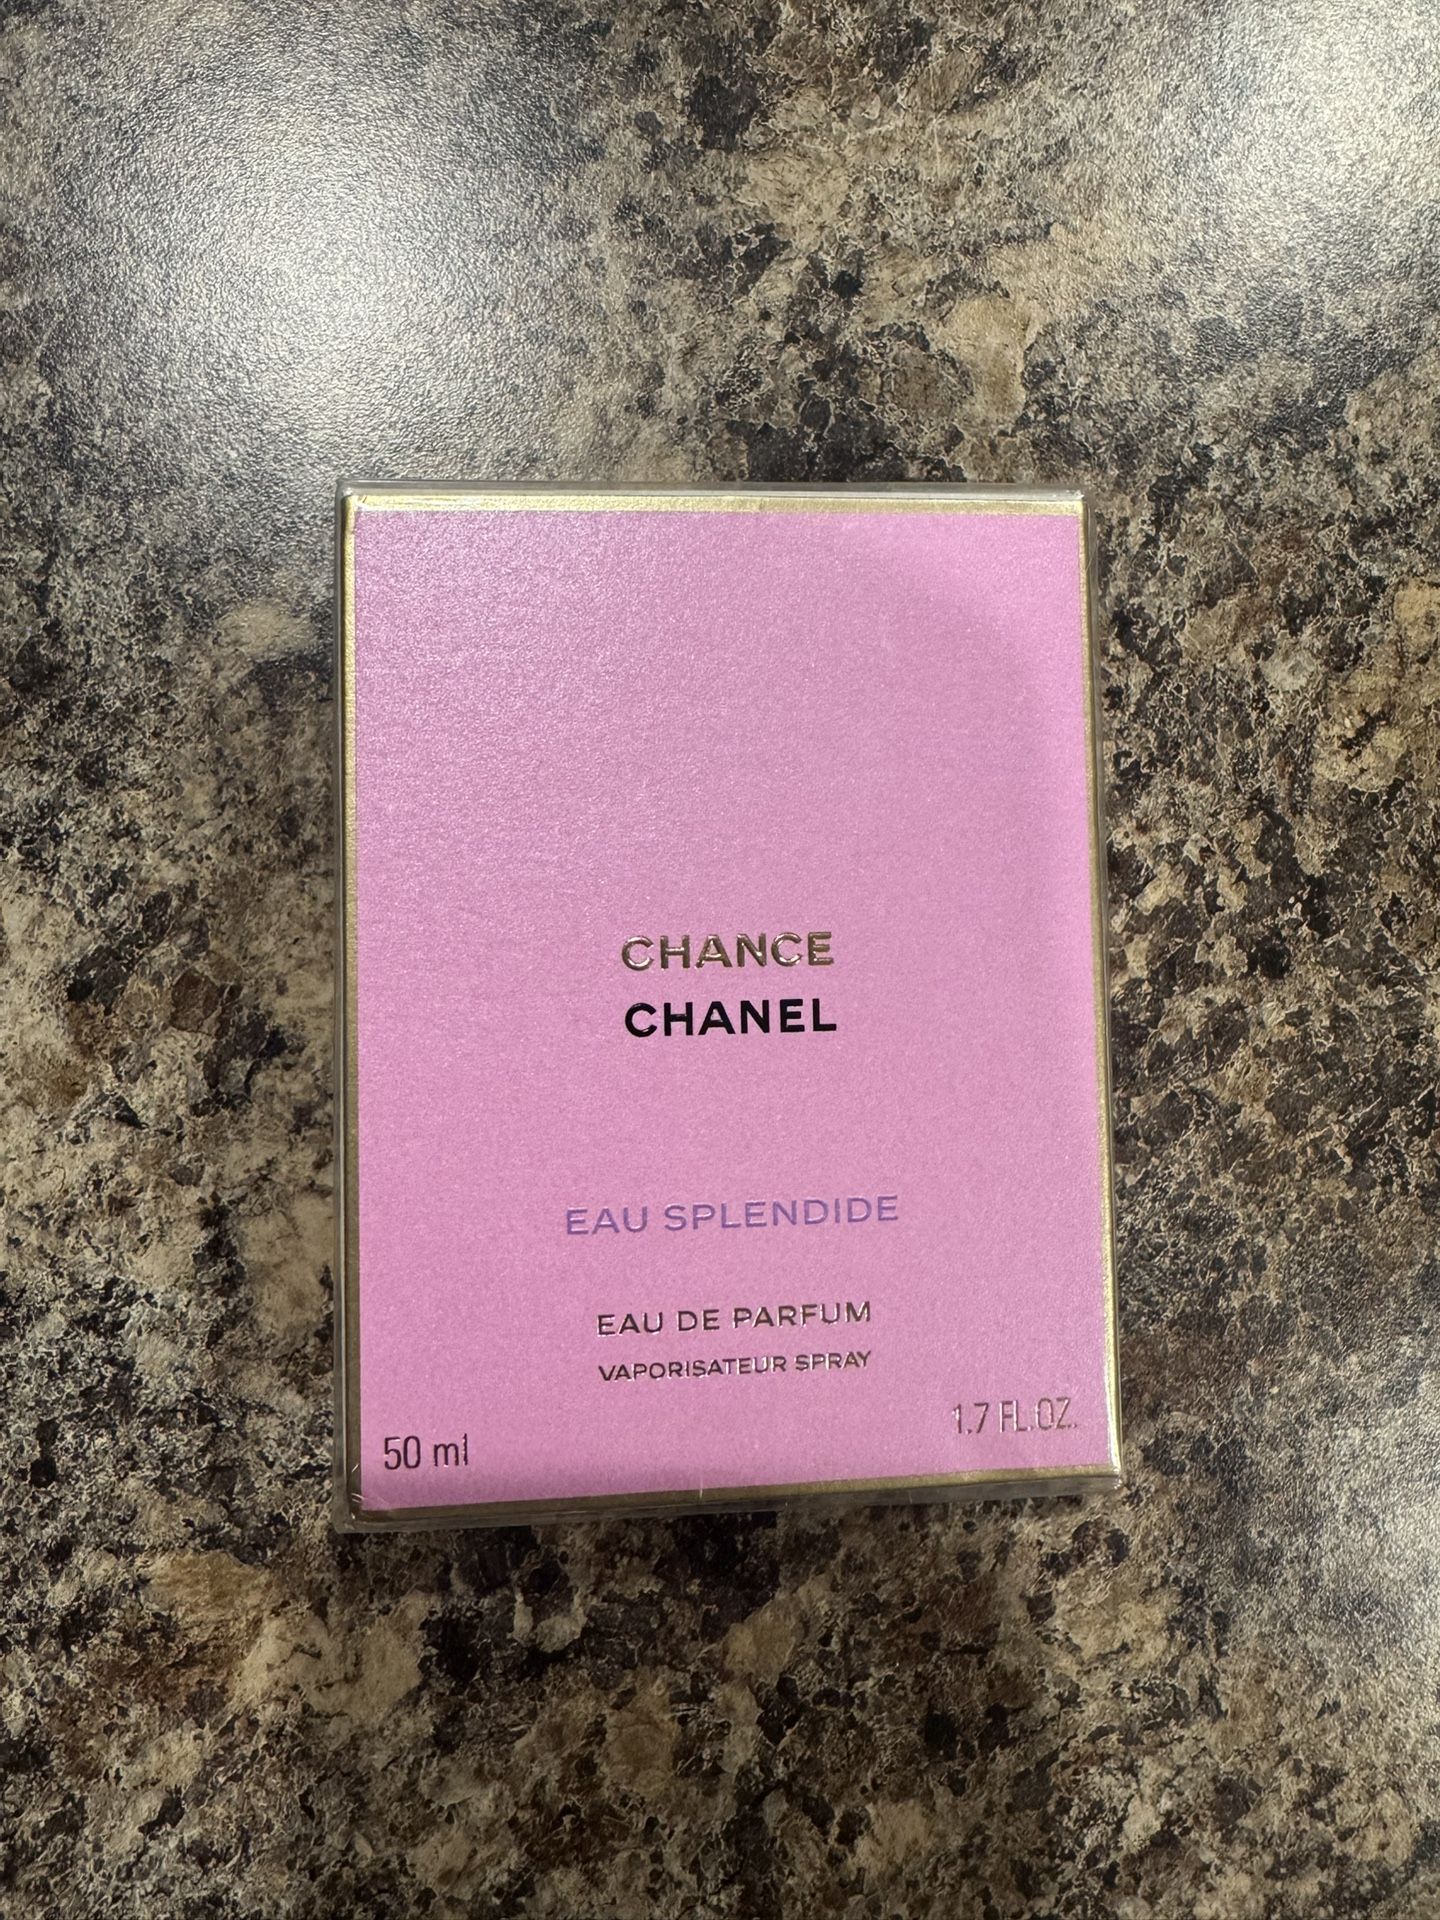 CHANCE
CHANEL
EAU SPLENDIDE
EAU DE PARFUM
VAPORISATEUR SPRAY
50 ml
1.7 FL.OZ.